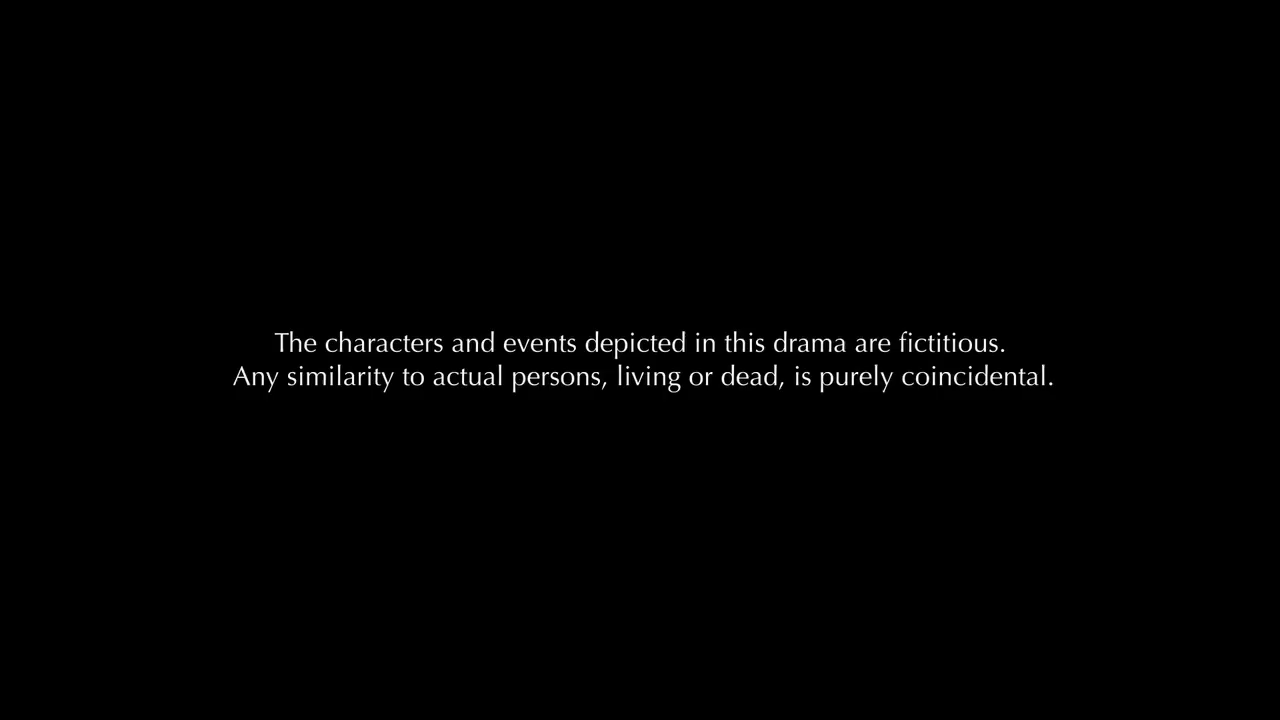 The characters and events depicted in this drama are fictitious.
Any similarity to actual persons, living or dead, is purely coincidental.